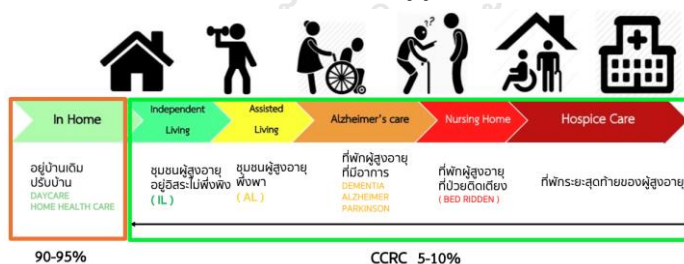 !?
In Home
Independent
Living
Assisted
Living
Alzheimer's care
Nursing Home
Hospice Care
อยู่บ้านเดิม
ปรับบ้าน
DAYCARE
HOME HEALTH CARE
ชุมชนผู้สูงอายุ
อยู่อิสระไม่พึ่งพิง
( IL )
ชุมชนผู้สูงอายุ
พึ่งพา
( AL )
ที่พักผู้สูงอายุ
ที่มีอาการ
DEMENTIA
ALZHEIMER
PARKINSON
ที่พักผู้สูงอายุ
ที่ป่วยติดเตียง
( BED RIDDEN )
ที่พักระยะสุดท้ายของผู้สูงอายุ
90-95%
CCRC 5-10%